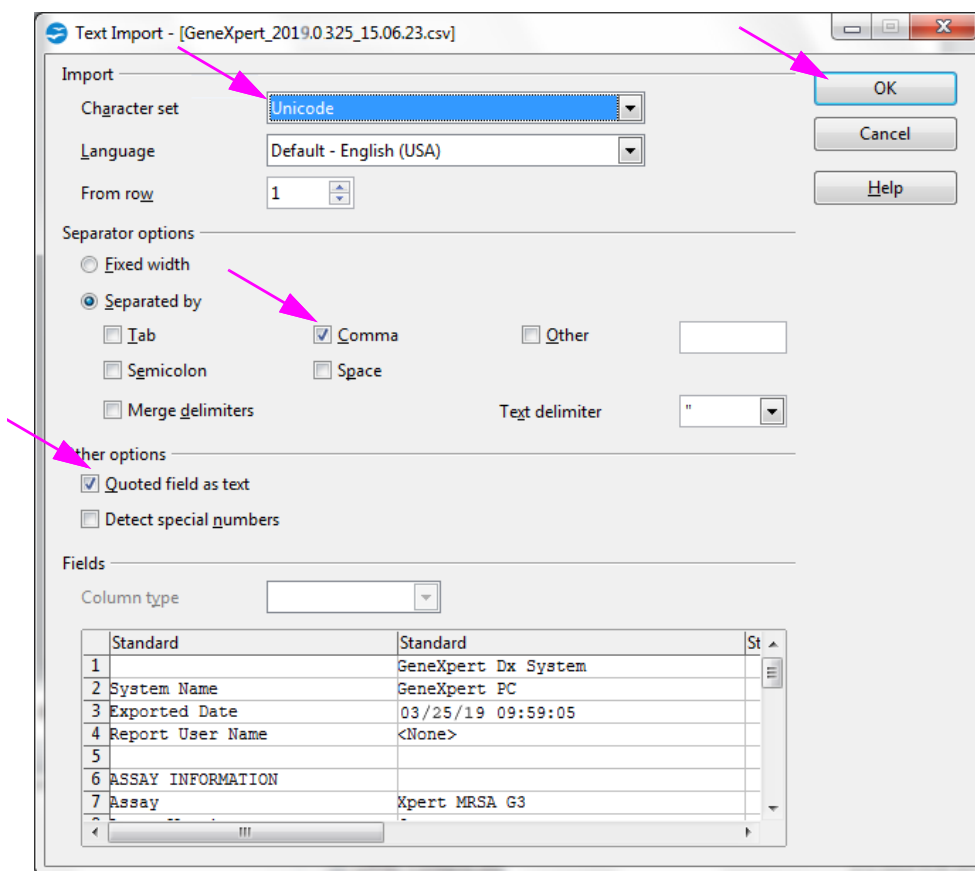 Text Import - [GeneXpert_2019.0 325_15.06.23.csv]
Import
OK
Character set Unicode
Cancel
Language Default - English (USA)
From row 1
Help
Separator options
Fixed width
Separated by
Tab Comma Other
Semicolon Space
Merge delimiters Text delimiter "
ther options
Quoted field as text
Detect special numbers
Fields
Column type
Standard Standard St
1 GeneXpert Dx System
2 System Name GeneXpert PC
3 Exported Date 03/25/19 09:59:05
4 Report User Name <None>
5
6 ASSAY INFORMATION
7 Assay Xpert MRSA G3